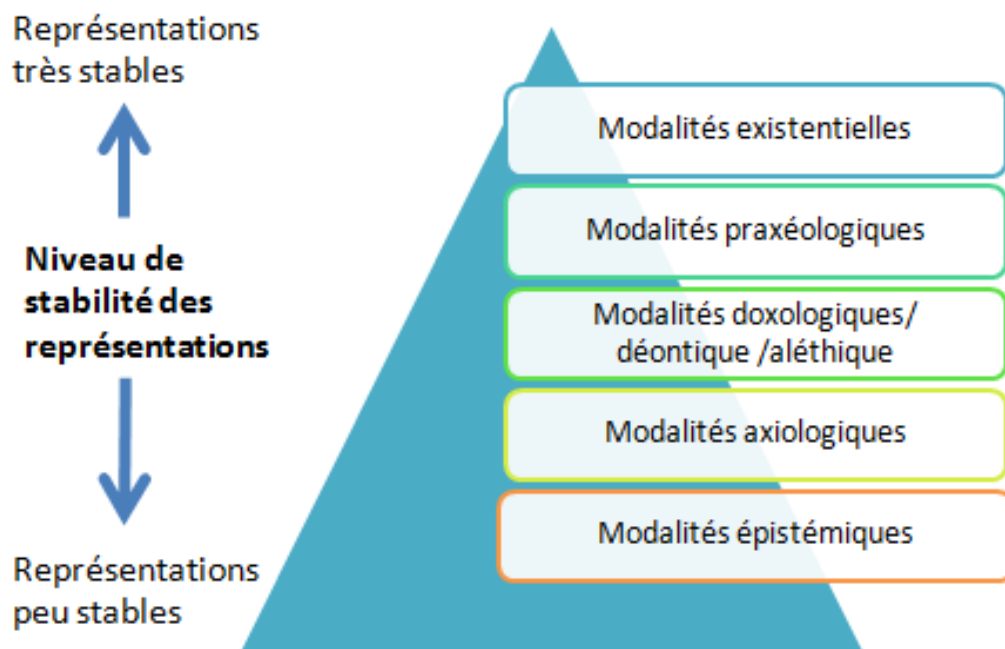 Représentations
très stables
Niveau de
stabilité des
représentations
Représentations
peu stables
Modalités existentielles
Modalités praxéologiques
Modalités doxologiques/
déontique /aléthique
Modalités axiologiques
Modalités épistémiques